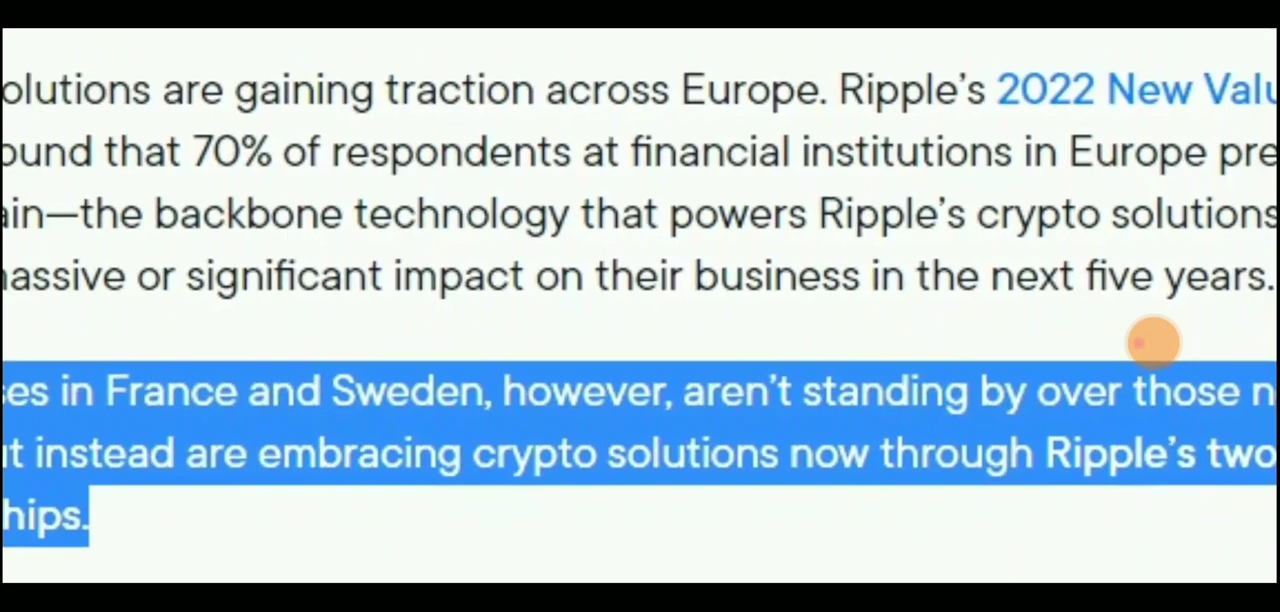 olutions are gaining traction across Europe. Ripple's 2022 New Valu
ound that 70% of respondents at financial institutions in Europe pre
ain—the backbone technology that powers Ripple's crypto solutions
nassive or significant impact on their business in the next five years.
ses in France and Sweden, however, aren't standing by over those n
ut instead are embracing crypto solutions now through Ripple's two
hips.